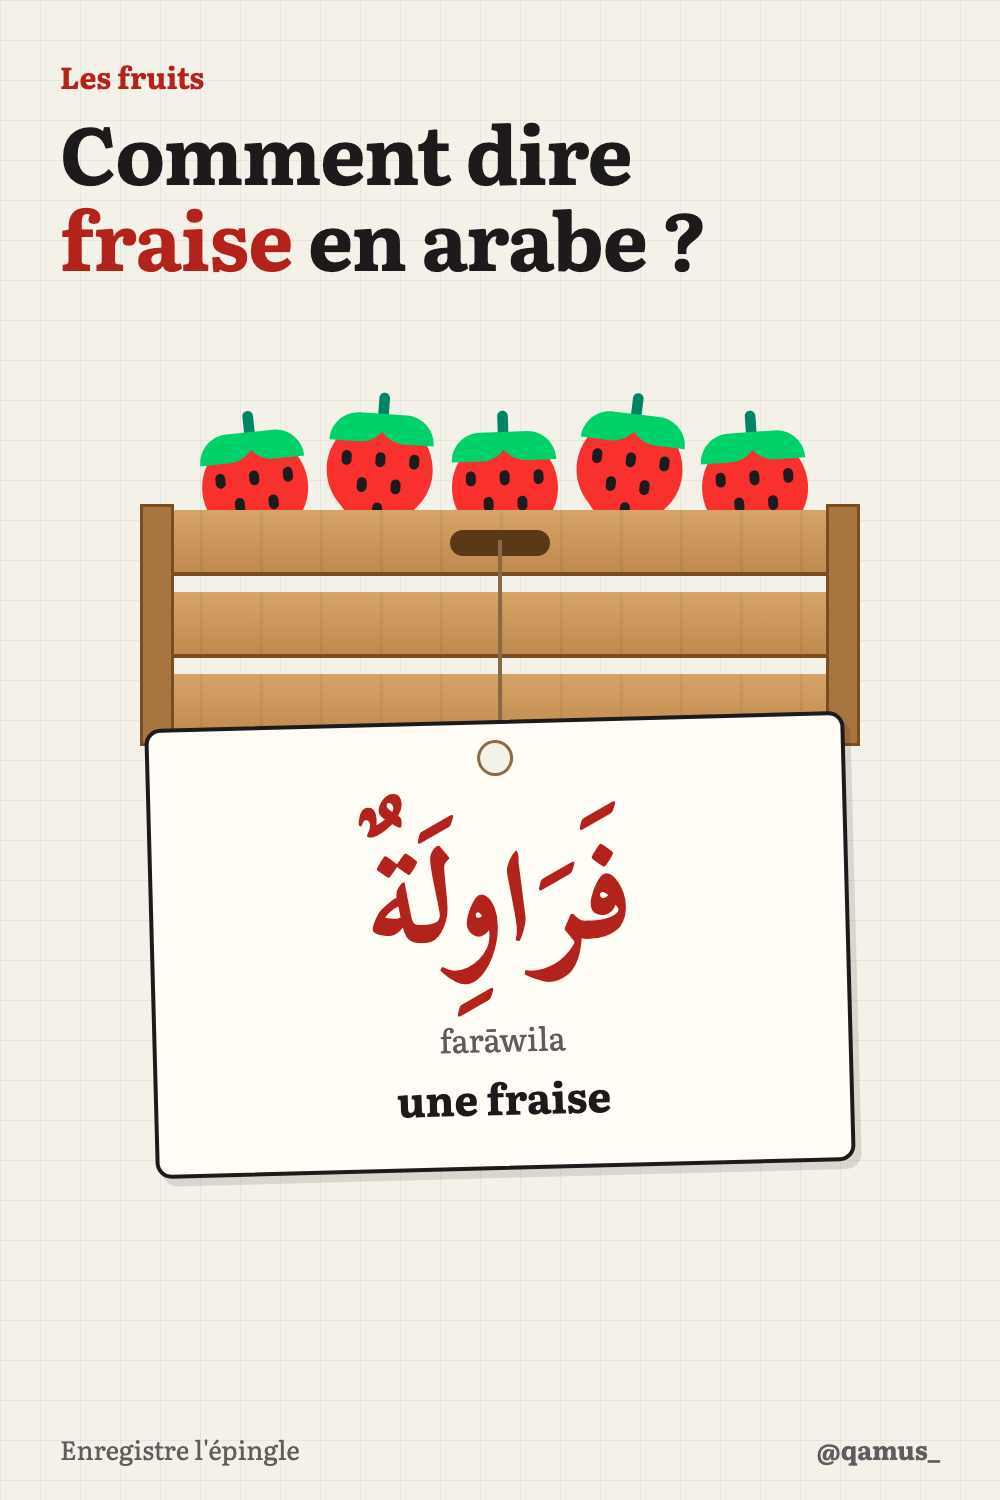 Les fruits
Comment dire
fraise en arabe ?
فَرَاوِلَةٌ
farāwila
une fraise
Enregistre l'épingle
@qamus_